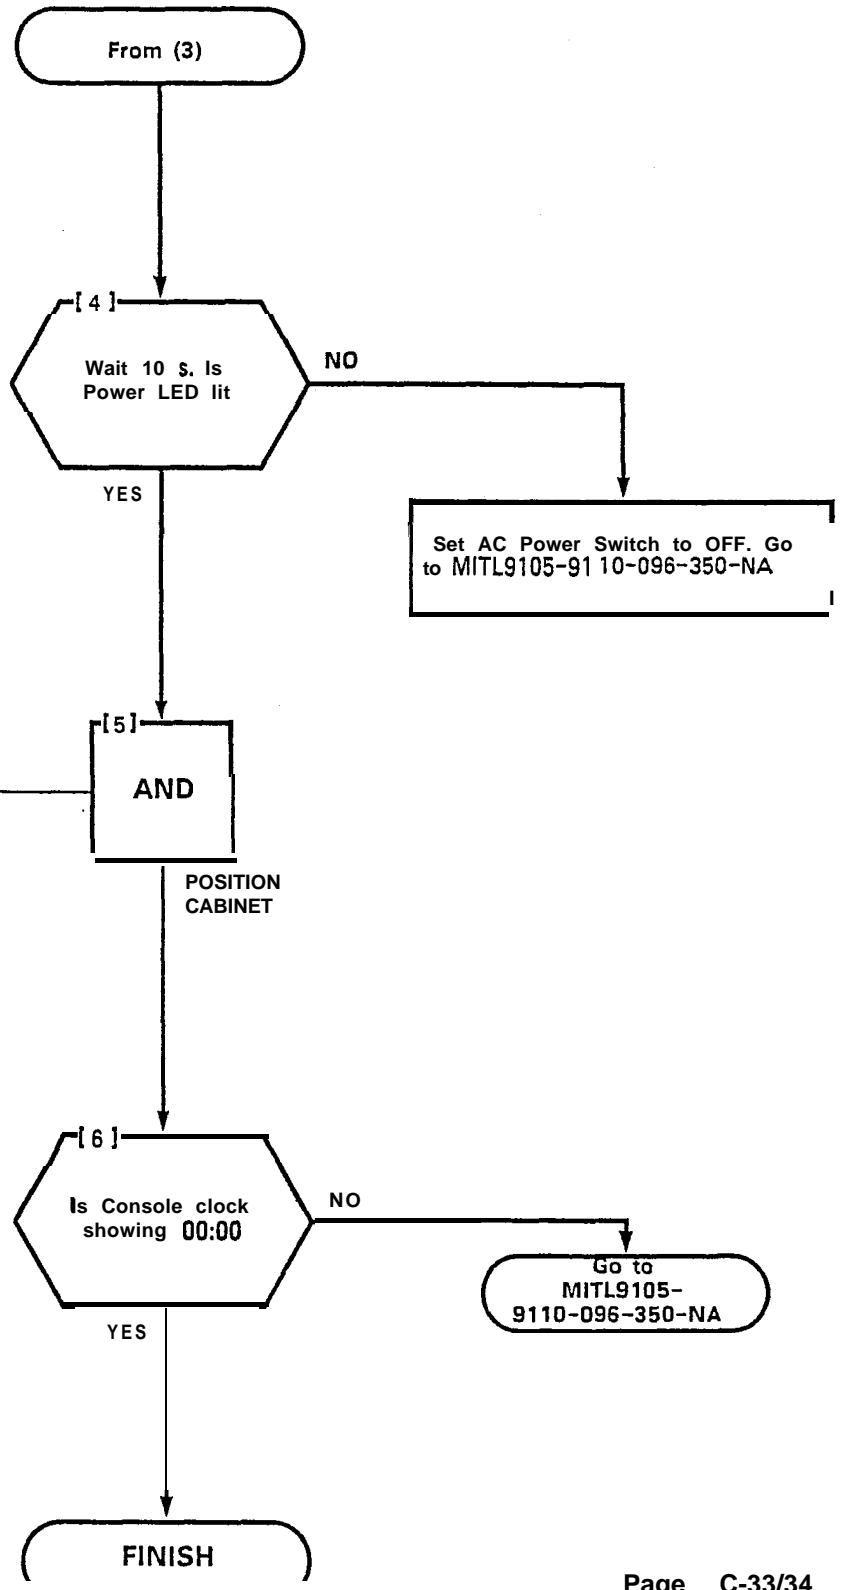 From (3)
[ 4 ]
Wait 10 s. Is
Power LED lit
NO
YES
Set AC Power Switch to OFF. Go
to MITL9105-9110-096-350-NA
[5]
AND
POSITION
CABINET
[ 6 ]
Is Console clock
showing 00:00
NO
Go to
MITL9105-
9110-096-350-NA
YES
FINISH
Page C-33/34